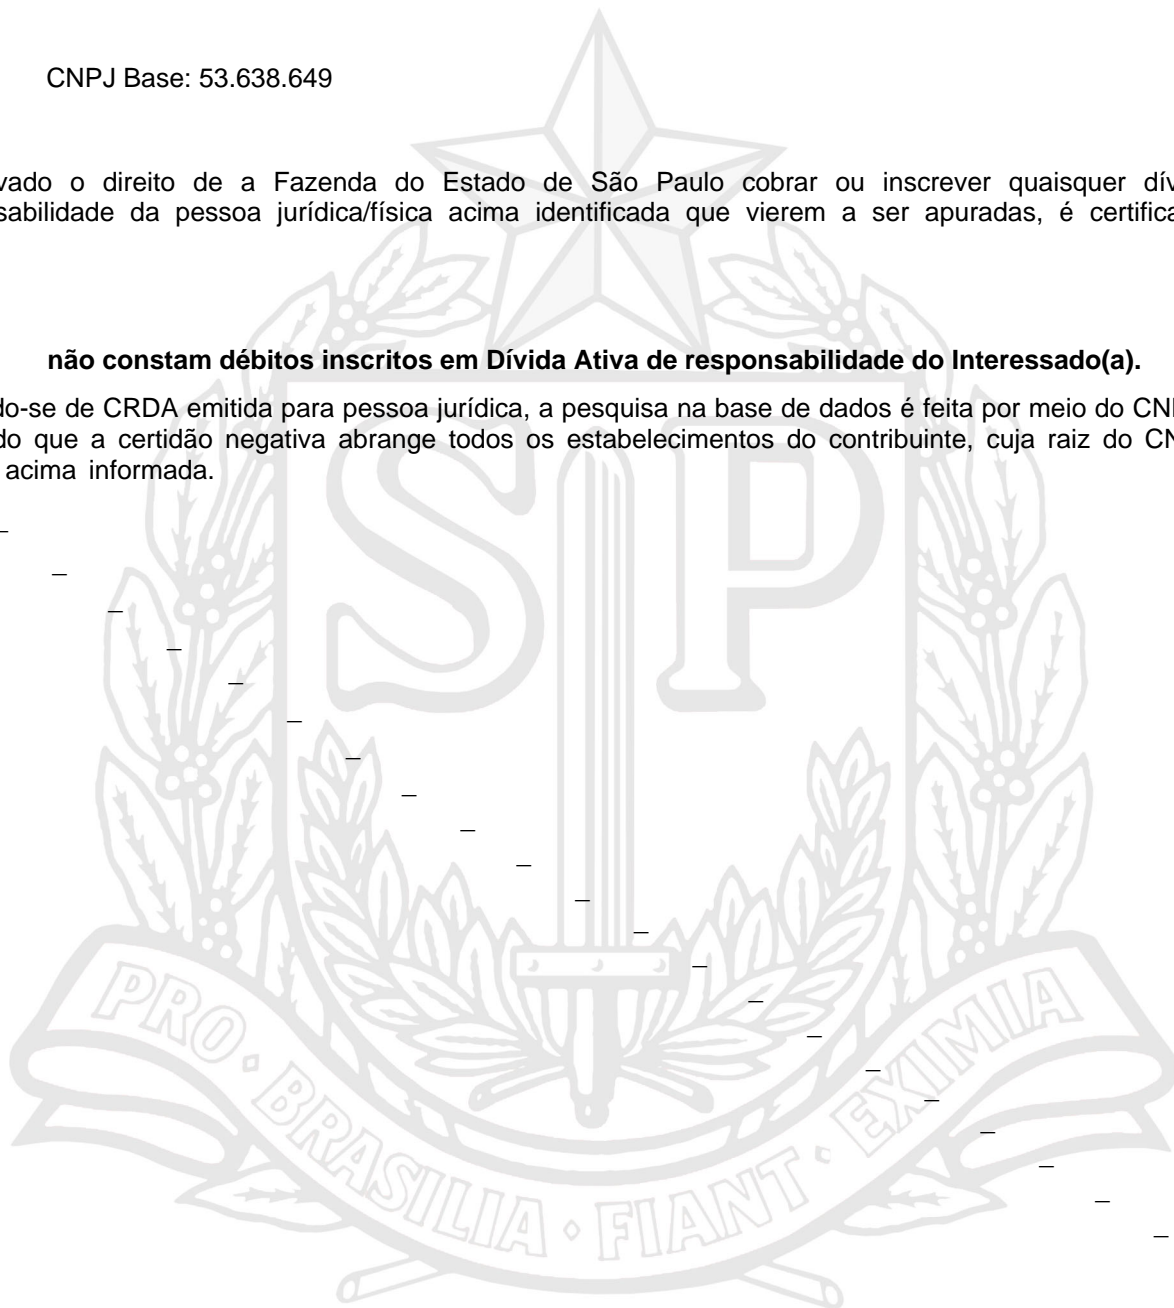 CNPJ Base: 53.638.649
vado o direito de a Fazenda do Estado de São Paulo cobrar ou inscrever quaisquer dív
sabilidade da pessoa jurídica/física acima identificada que vierem a ser apuradas, é certifica
não constam débitos inscritos em Dívida Ativa de responsabilidade do Interessado(a).
do-se de CRDA emitida para pessoa jurídica, a pesquisa na base de dados é feita por meio do CN
do que a certidão negativa abrange todos os estabelecimentos do contribuinte, cuja raiz do CN
acima informada.
SP
PRO • BRASILIA • FIANT • EXIMIA